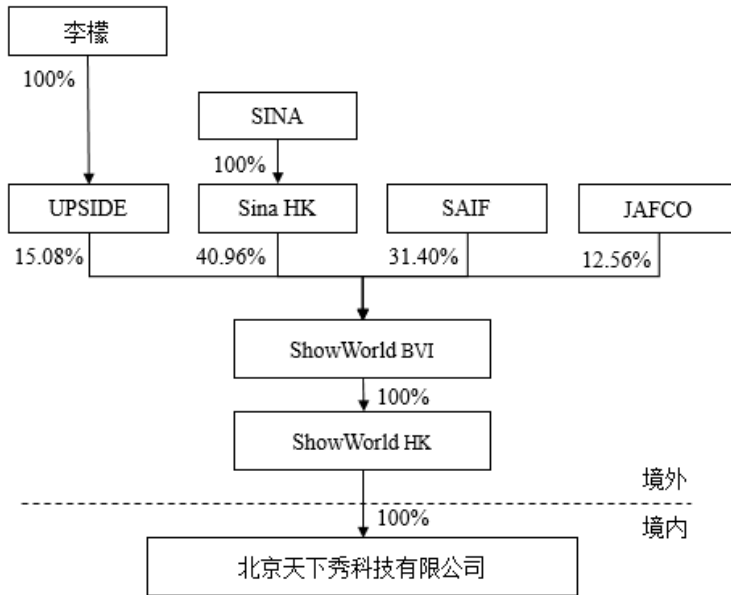 李檬
100%
SINA
100%
UPSIDE
Sina HK
SAIF
JAFCO
15.08%
40.96%
31.40%
12.56%
ShowWorld BVI
100%
ShowWorld HK
境外
100%
境内
北京天下秀科技有限公司